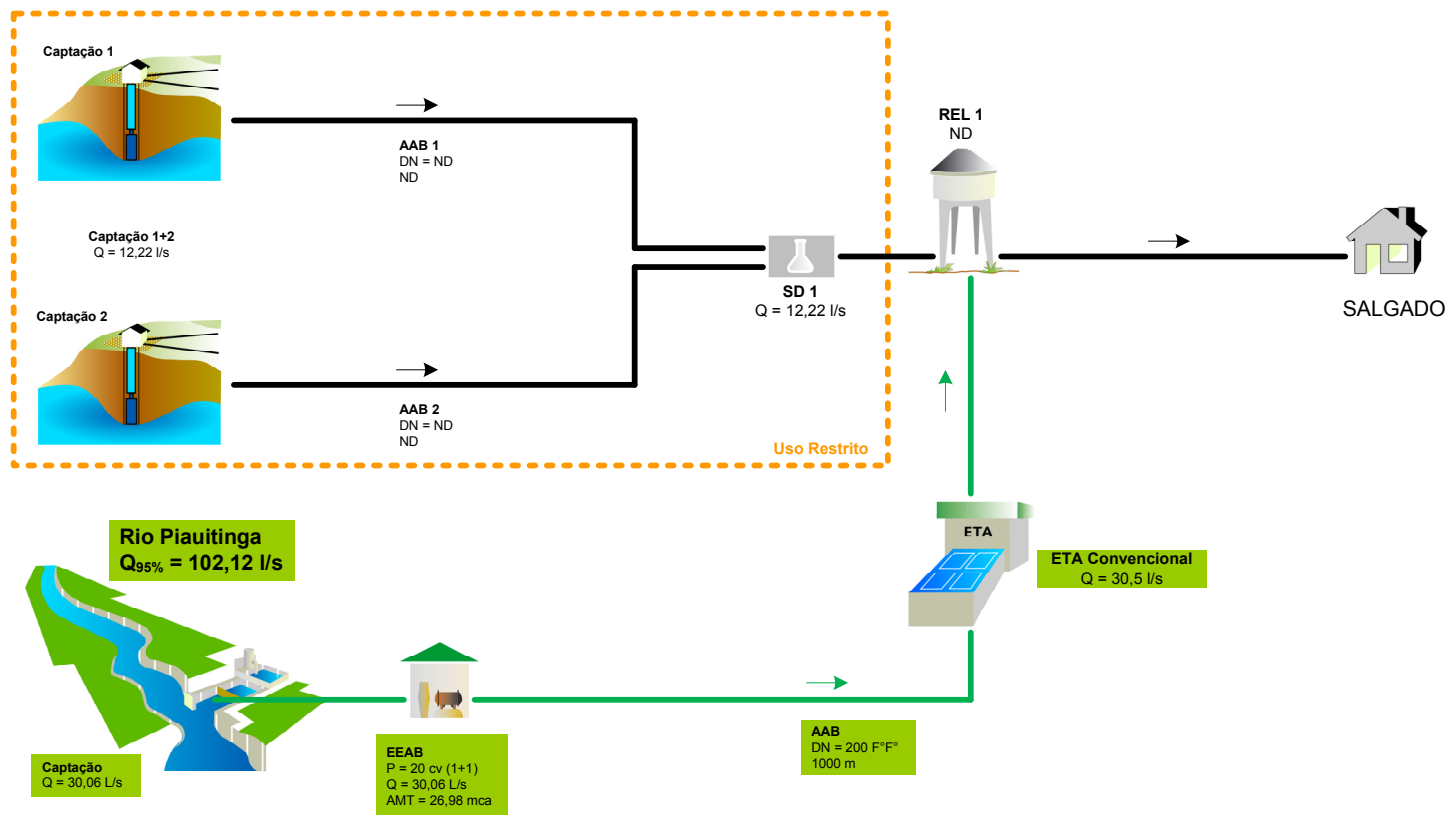 Captação 1
AAB 1
DN = ND
ND
Captação 1+2
Q = 12,22 l/s
Captação 2
AAB 2
DN = ND
ND
SD 1
Q = 12,22 l/s
Uso Restrito
REL 1
ND
SALGADO
Rio Piauitinga
Q95% = 102,12 l/s
ETA
ETA Convencional
Q = 30,5 l/s
Captação
Q = 30,06 L/s
EEAB
P = 20 cv (1+1)
Q = 30,06 L/s
AMT = 26,98 mca
AAB
DN = 200 F°F°
1000 m